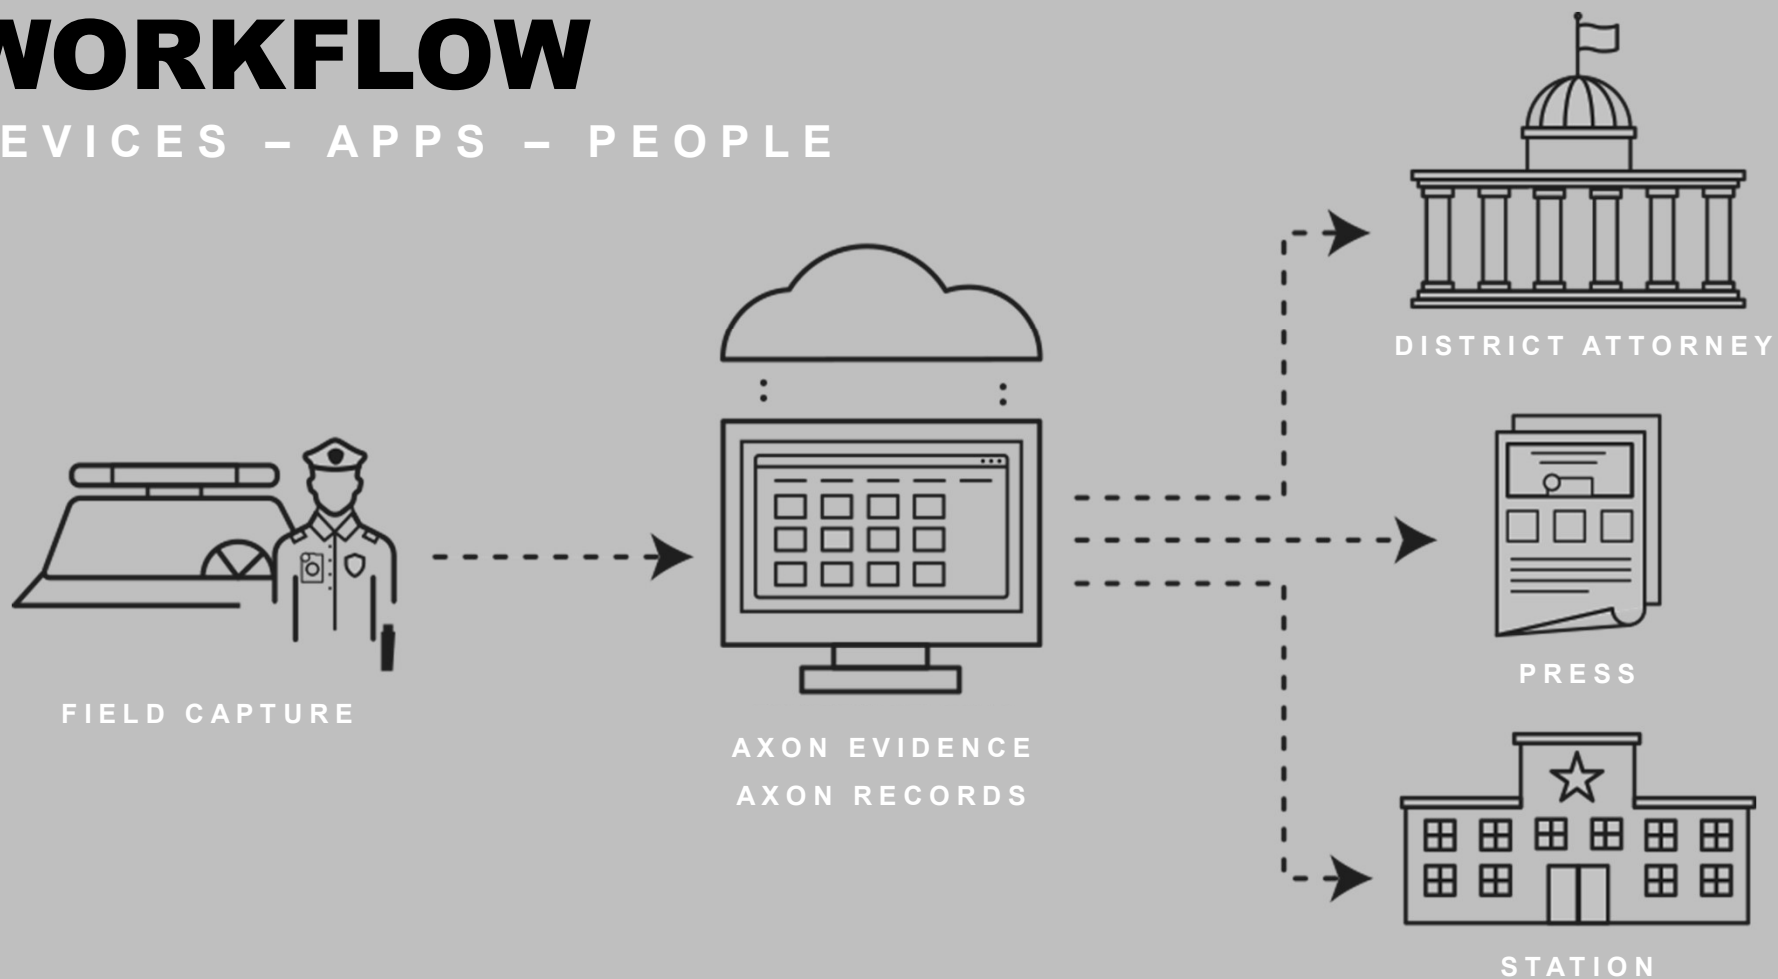 WORKFLOW
EVICES – APPS – PEOPLE
DISTRICT ATTORNEY
PRESS
FIELD CAPTURE
AXON EVIDENCE
AXON RECORDS
STATION